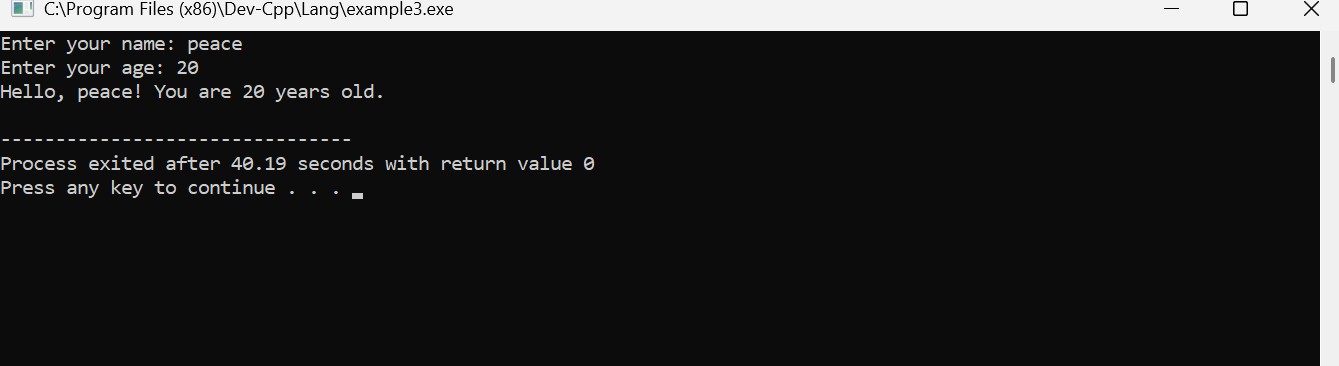 C:\Program Files (x86)\Dev-Cpp\Lang\example3.exe
Enter your name: peace
Enter your age: 20
Hello, peace! You are 20 years old.
--------------------------------
Process exited after 40.19 seconds with return value 0
Press any key to continue . . .